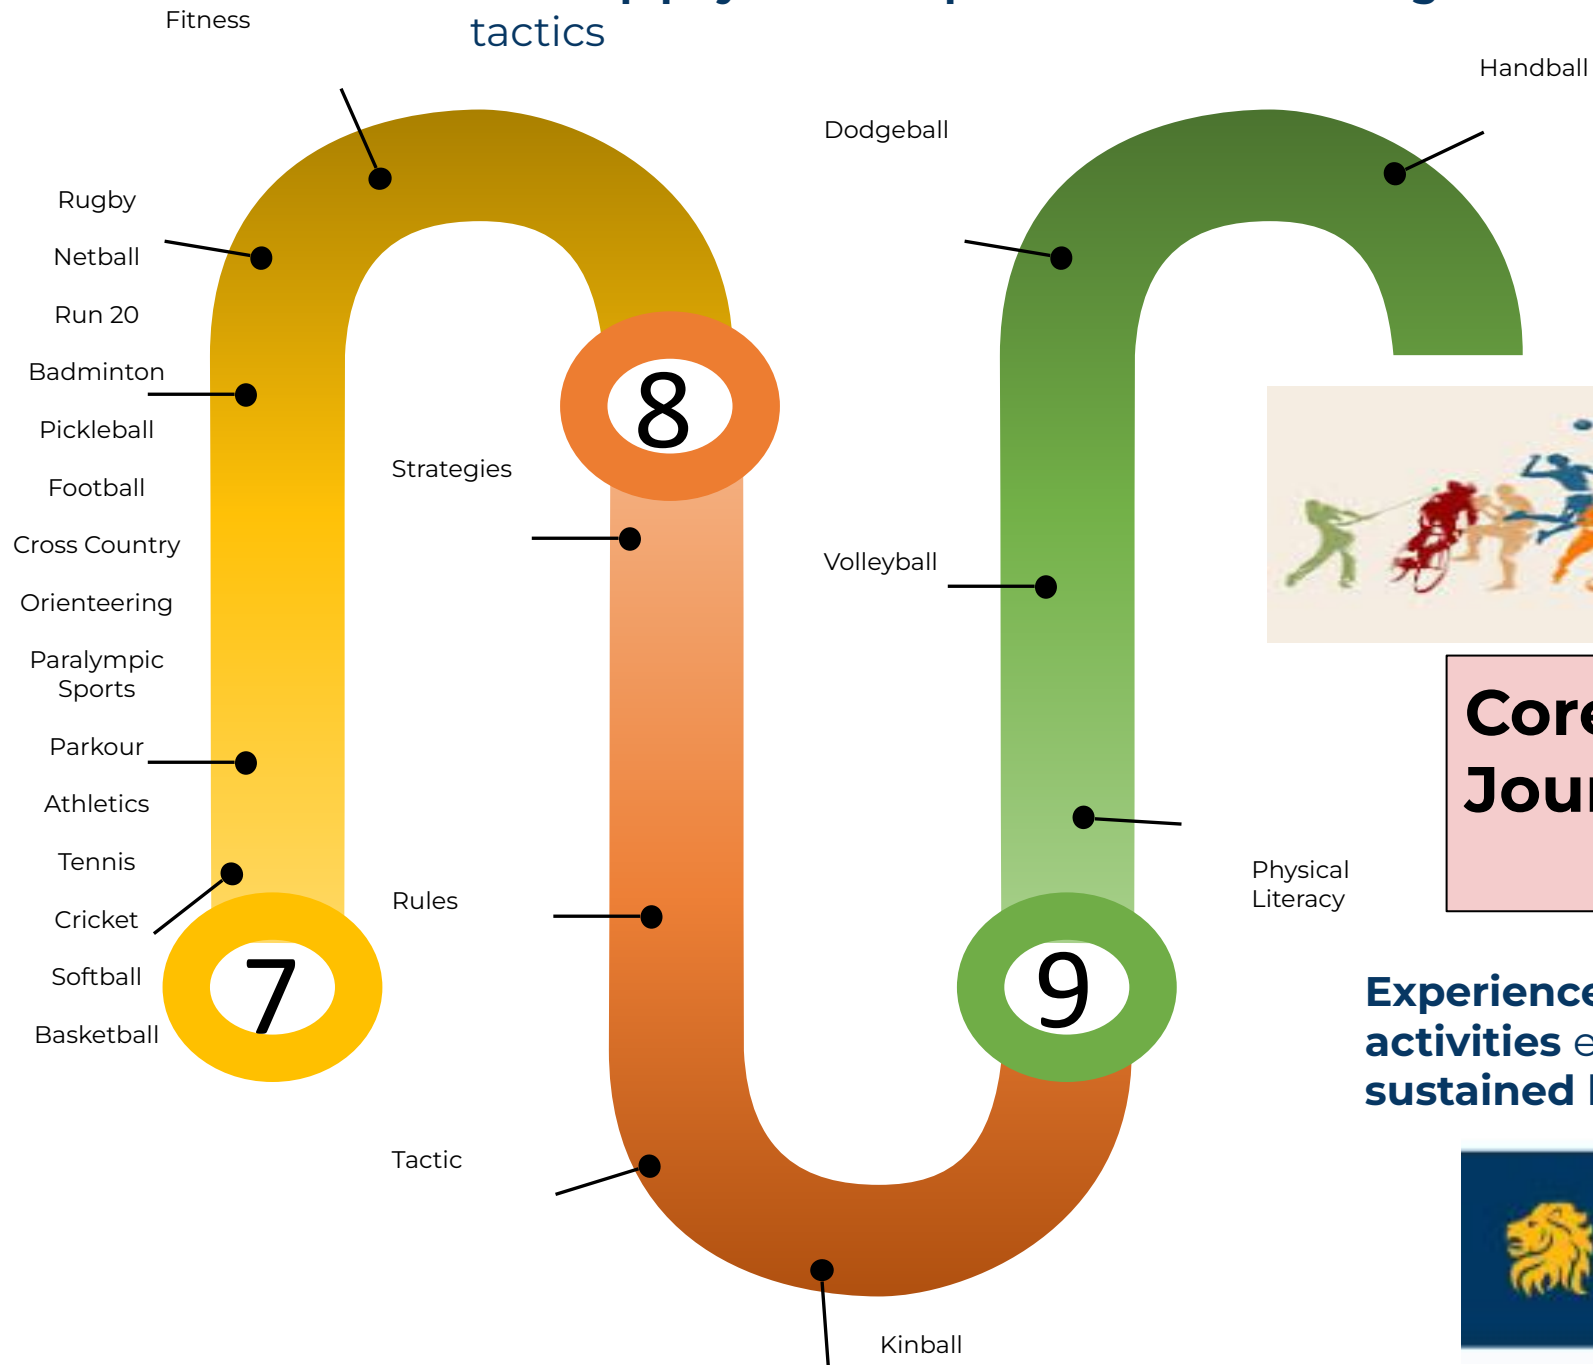 tactics
Fitness
Handball
Dodgeball
Rugby
Netball
Run 20
Badminton
Pickleball
Football
Cross Country
Orienteering
Paralympic
Sports
Parkour
Athletics
Tennis
Cricket
Softball
Basketball
7
8
Strategies
Rules
Tactic
Kinball
9
Volleyball
Physical
Literacy
Core
Jour
Experience
activities e
sustained